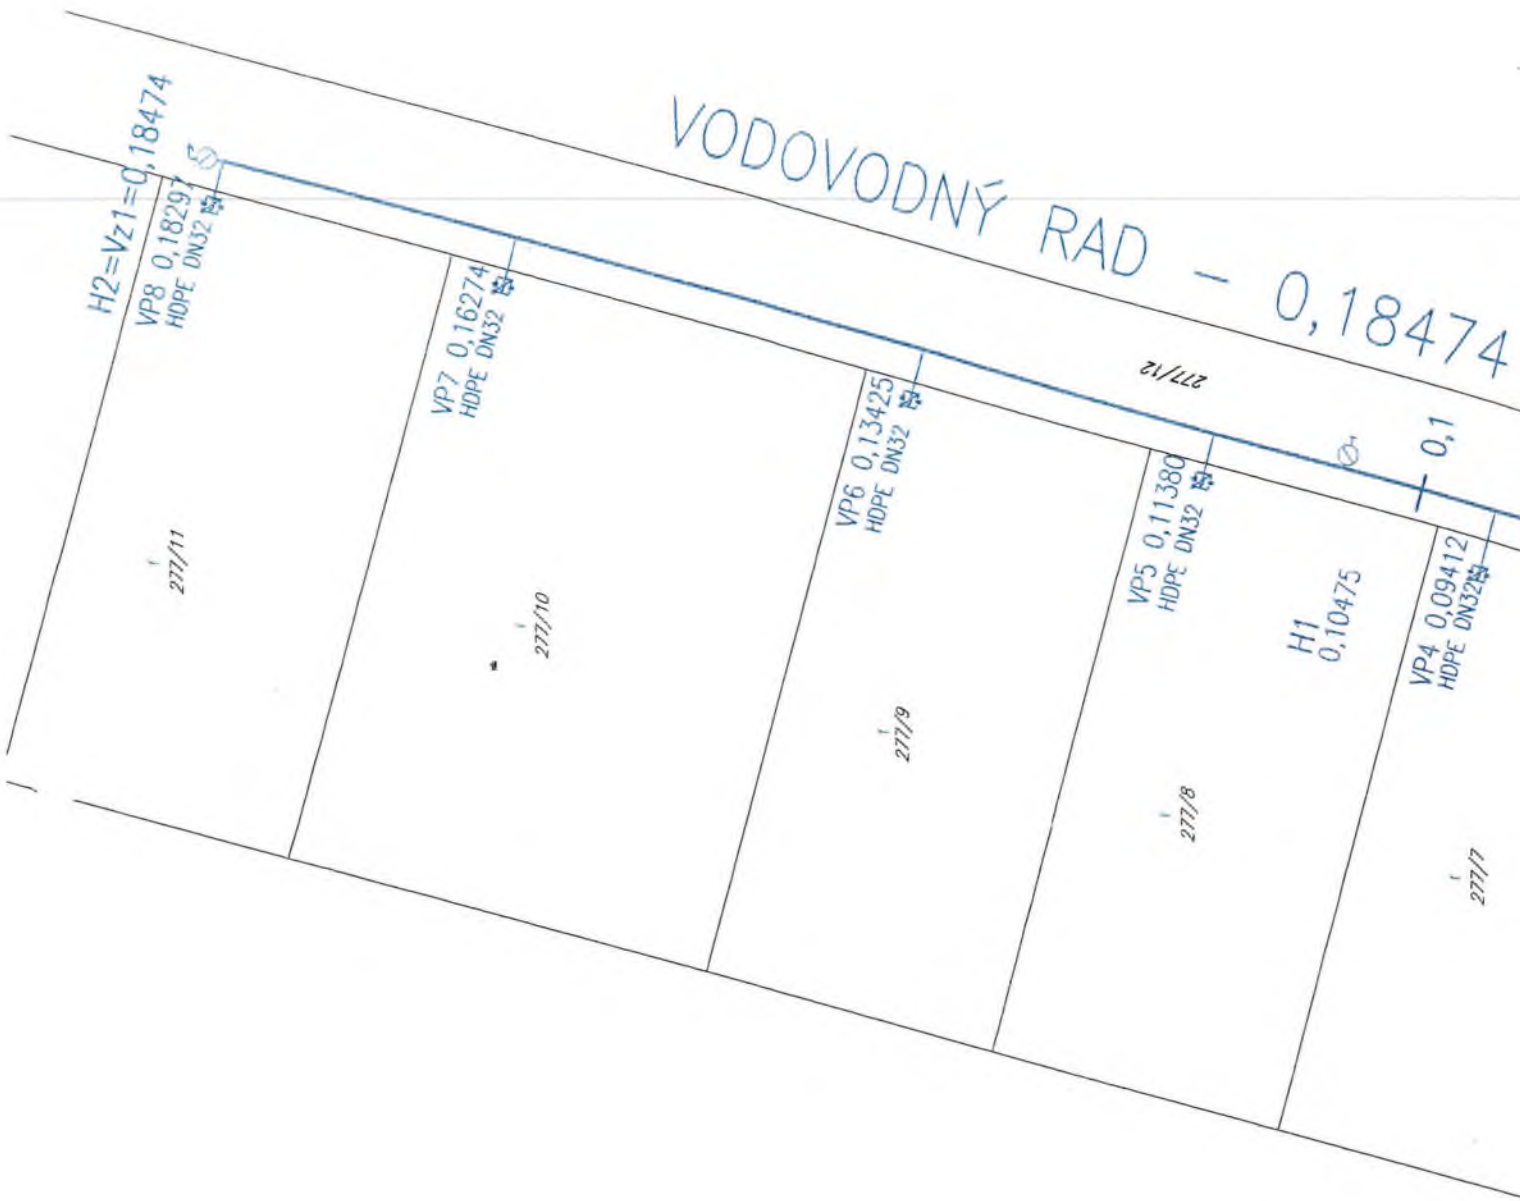 VODOVODNÝ RAD - 0,18474
H2=Vz1=0,18474
VP8 0,18297
HDPE DN32
VP7 0,16274
HDPE DN32
VP6 0,13425
HDPE DN32
277/12
VP5 0,11380
HDPE DN32
0,1
H1
0,10475
VP4 0,09412
HDPE DN32
277/11
277/10
277/9
277/8
277/7